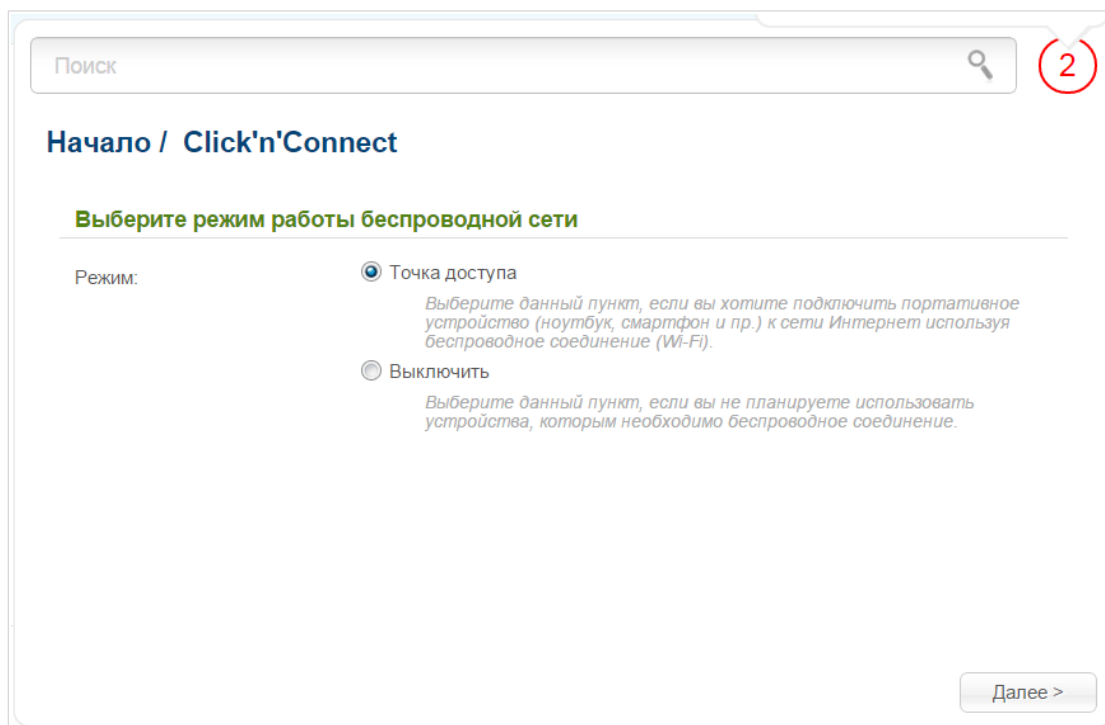 Поиск
2
Начало / Click'n'Connect
Выберите режим работы беспроводной сети
Режим:
Точка доступа
Выберите данный пункт, если вы хотите подключить портативное
устройство (ноутбук, смартфон и пр.) к сети Интернет используя
беспроводное соединение (Wi-Fi).
Выключить
Выберите данный пункт, если вы не планируете использовать
устройства, которым необходимо беспроводное соединение.
Далее >